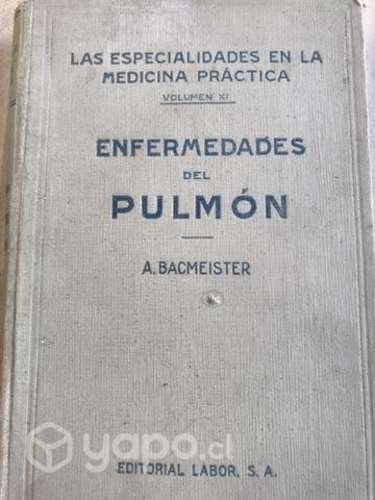 LAS ESPECIALIDADES EN LA
MEDICINA PRÁCTICA
VOLUMEN XI
ENFERMEDADES
DEL
PULMÓN
A. BACMEISTER
yapo.cl
EDITORIAL LABOR, S. A.